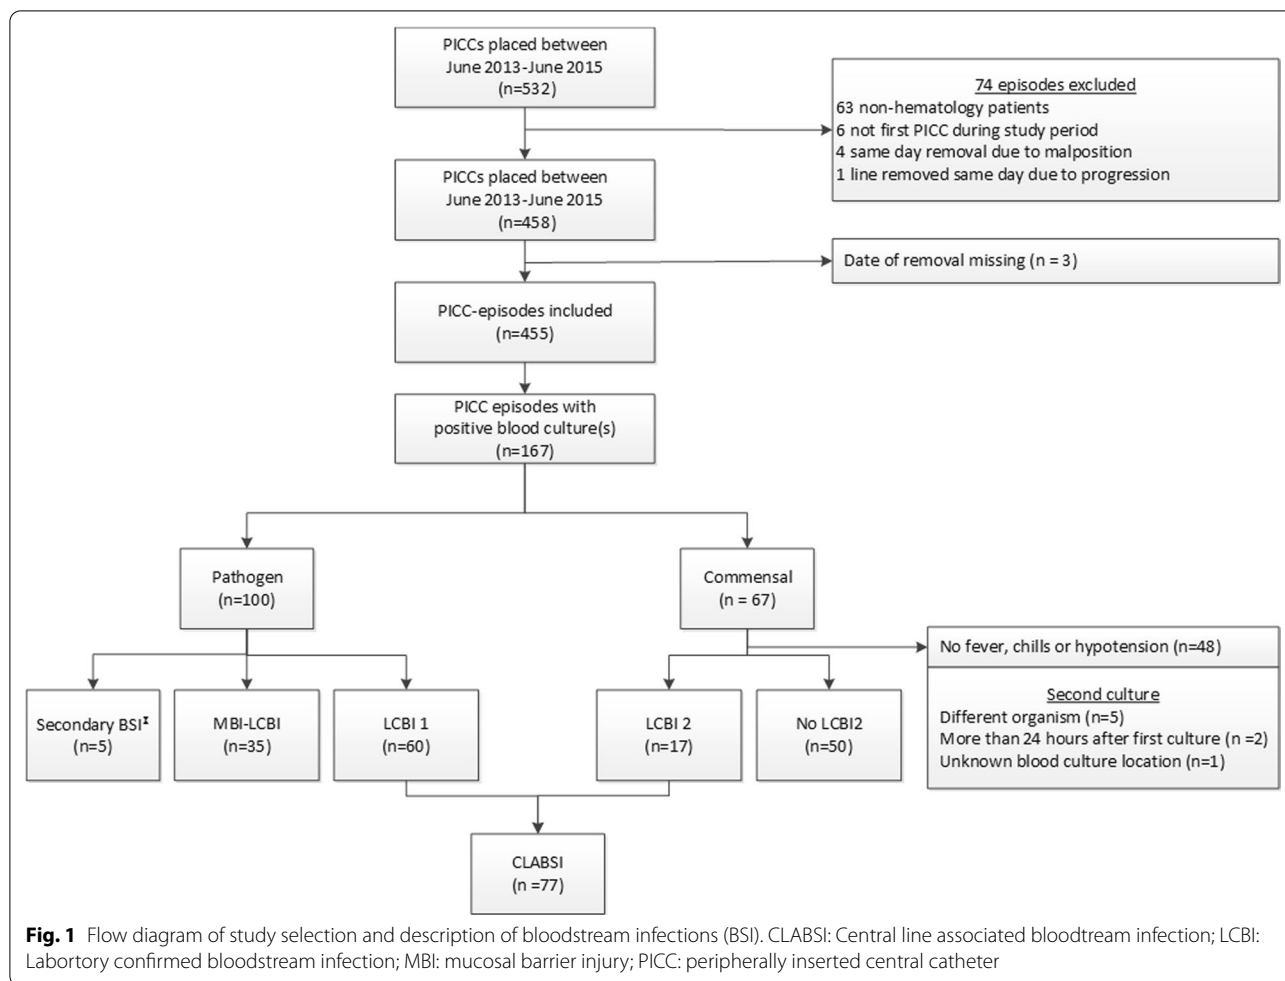 PICCs placed between
June 2013-June 2015
(n=532)
74 episodes excluded
63 non-hematology patients
6 not first PICC during study period
4 same day removal due to malposition
1 line removed same day due to progression
PICCs placed between
June 2013-June 2015
(n=458)
Date of removal missing (n = 3)
PICC-episodes included
(n=455)
PICC episodes with
positive blood culture(s)
(n=167)
Pathogen
(n=100)
Commensal
(n = 67)
No fever, chills or hypotension (n=48)
Second culture
Different organism (n=5)
More than 24 hours after first culture (n =2)
Unknown blood culture location (n=1)
Secondary BSIᶦ
(n=5)
MBI-LCBI
(n=35)
LCBI 1
(n=60)
LCBI 2
(n=17)
No LCBI2
(n=50)
CLABSI
(n =77)
Fig. 1 Flow diagram of study selection and description of bloodstream infections (BSI). CLABSI: Central line associated bloodtream infection; LCBI:
Labortory confirmed bloodstream infection; MBI: mucosal barrier injury; PICC: peripherally inserted central catheter